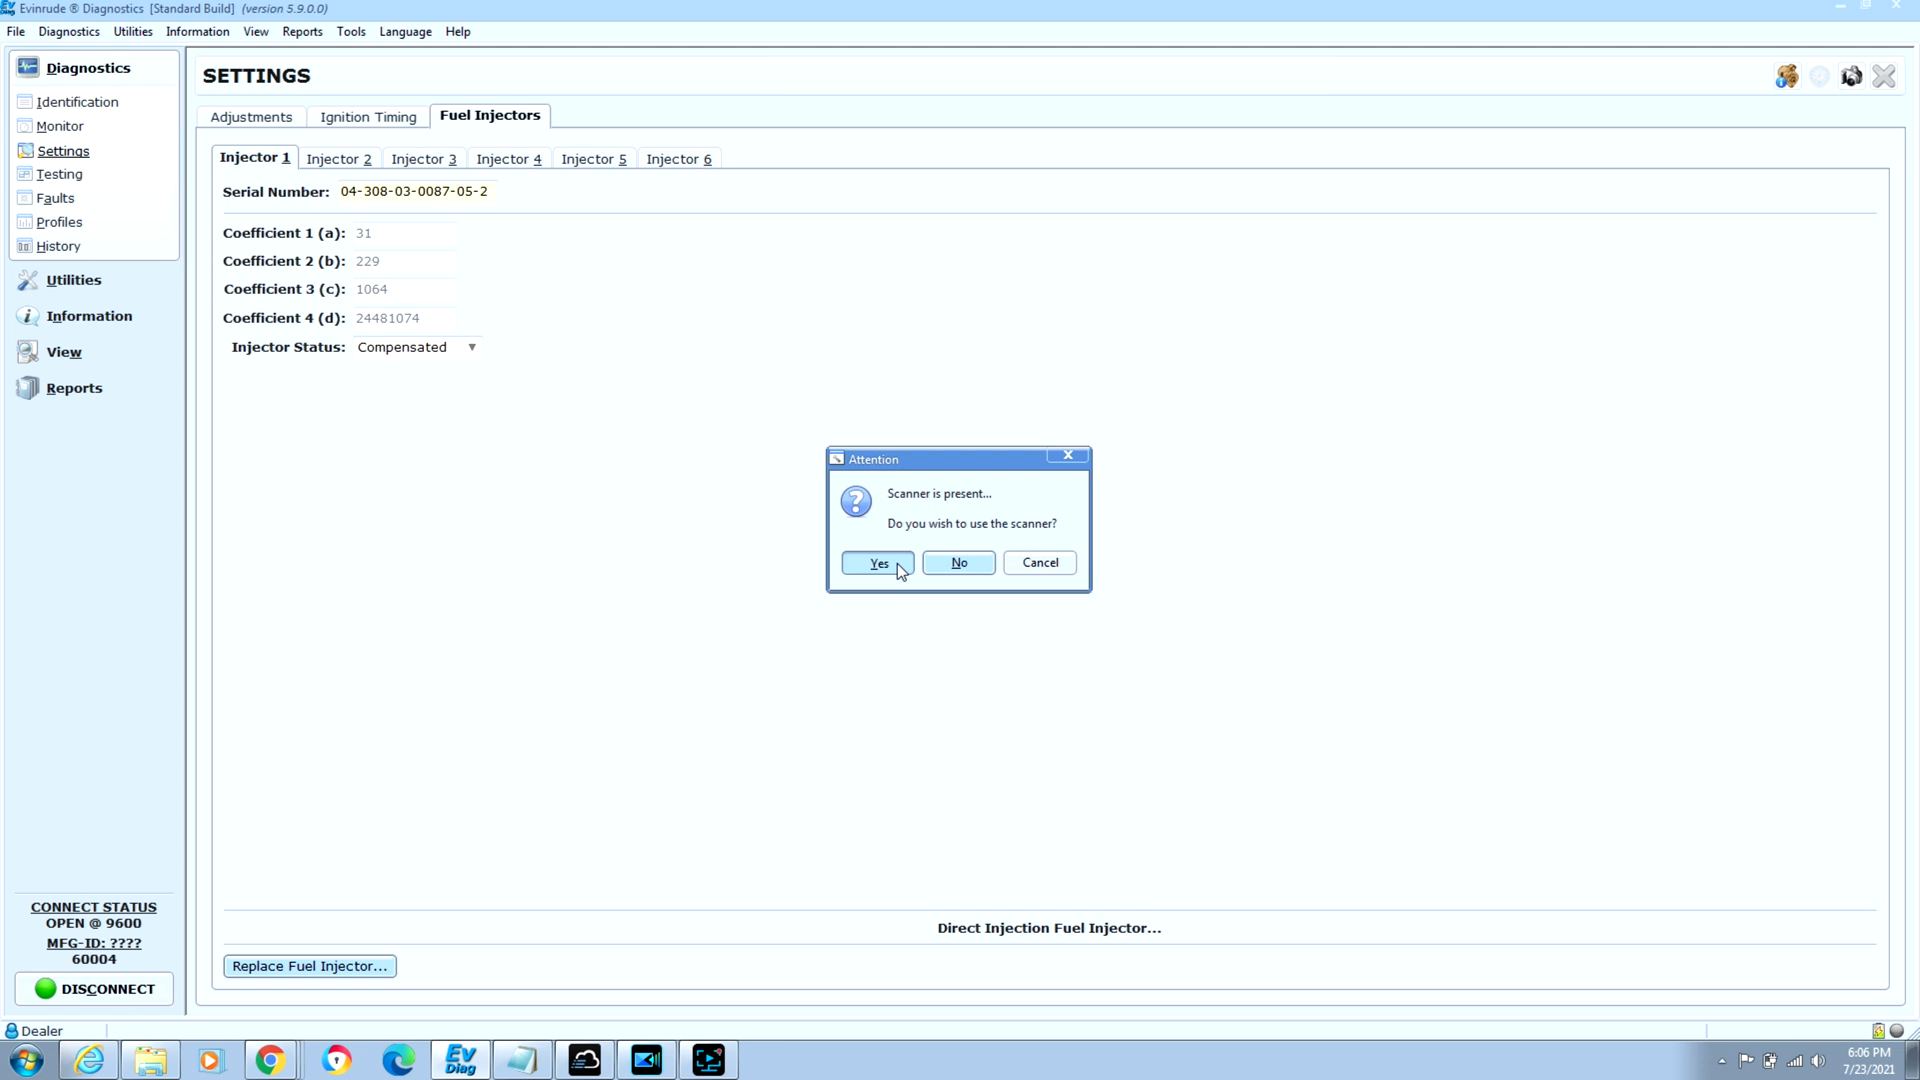 Evinrude ® Diagnostics [Standard Build] (version 5.9.0.0)
File Diagnostics Utilities Information View Reports Tools Language Help
Diagnostics
Identification
Monitor
Settings
Testing
Faults
Profiles
History
Utilities
Information
View
Reports
SETTINGS
Adjustments Ignition Timing Fuel Injectors
Injector 1 Injector 2 Injector 3 Injector 4 Injector 5 Injector 6
Serial Number: 04-308-03-0087-05-2
Coefficient 1 (a): 31
Coefficient 2 (b): 229
Coefficient 3 (c): 1064
Coefficient 4 (d): 24481074
Injector Status: Compensated
Attention
Scanner is present...
Do you wish to use the scanner?
Yes No Cancel
Direct Injection Fuel Injector...
Replace Fuel Injector...
CONNECT STATUS
OPEN @ 9600
MFG-ID: ????
60004
DISCONNECT
Dealer
Ev
Diag
6:06 PM
7/23/2021